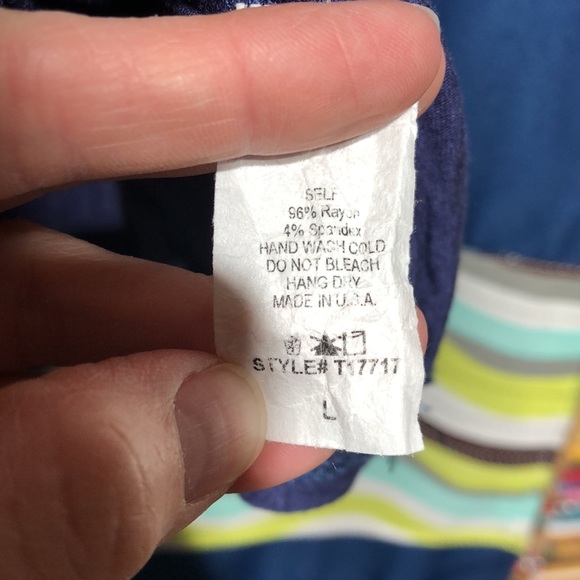 SELF
96% Rayon
4% Spandex
HAND WASH COLD
DO NOT BLEACH
HANG DRY
MADE IN U.S.A.
STYLE# T17717
L